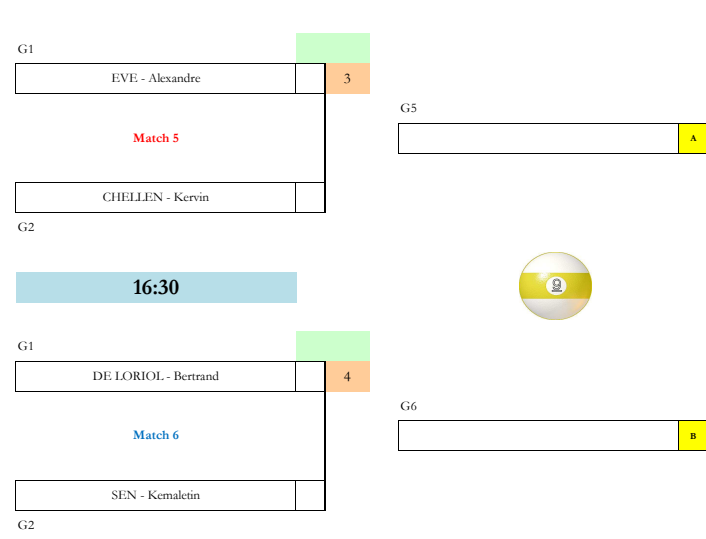 G1
EVE - Alexandre
3
G5
Match 5
A
CHELLEN - Kervin
G2
16:30
9
G1
DE LORIOL - Bertrand
4
G6
Match 6
B
SEN - Kemaletin
G2